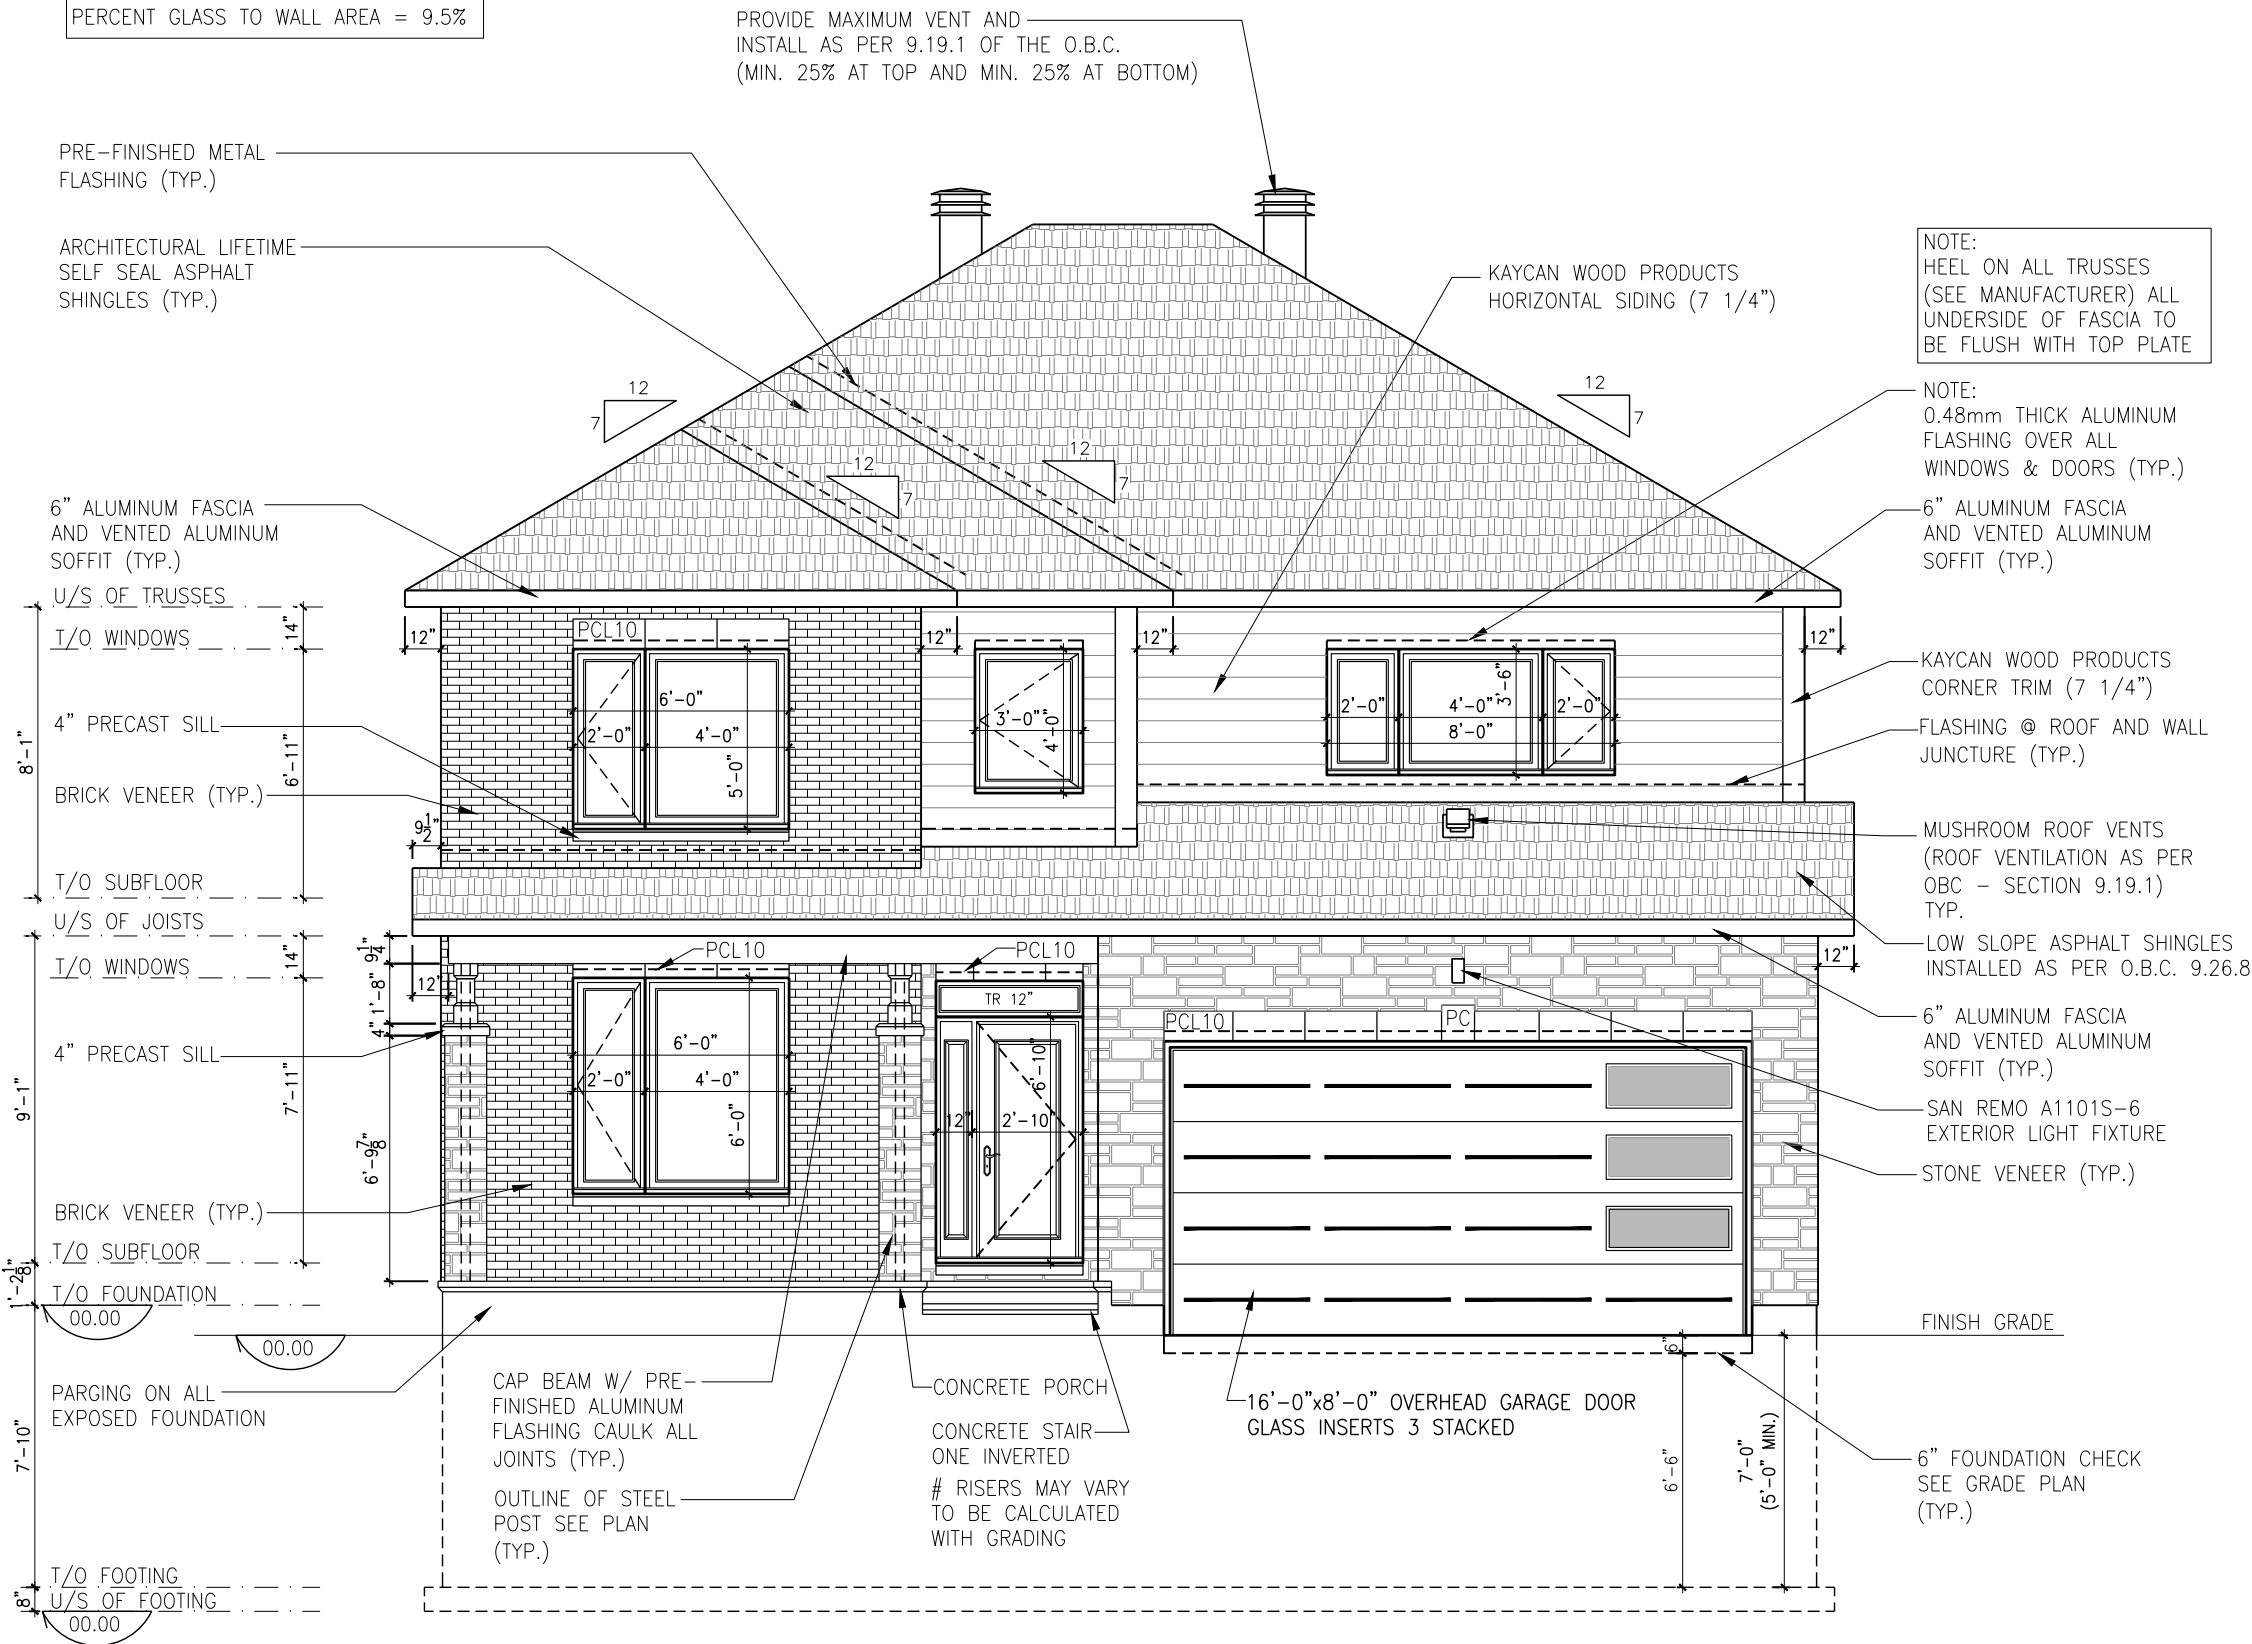 PERCENT GLASS TO WALL AREA = 9.5%
PROVIDE MAXIMUM VENT AND
INSTALL AS PER 9.19.1 OF THE O.B.C.
(MIN. 25% AT TOP AND MIN. 25% AT BOTTOM)
PRE-FINISHED METAL
FLASHING (TYP.)
ARCHITECTURAL LIFETIME
SELF SEAL ASPHALT
SHINGLES (TYP.)
KAYCAN WOOD PRODUCTS
HORIZONTAL SIDING (7 1/4")
NOTE:
HEEL ON ALL TRUSSES
(SEE MANUFACTURER) ALL
UNDERSIDE OF FASCIA TO
BE FLUSH WITH TOP PLATE
NOTE:
0.48mm THICK ALUMINUM
FLASHING OVER ALL
WINDOWS & DOORS (TYP.)
12
7
12
7
12
7
12
7
6" ALUMINUM FASCIA
AND VENTED ALUMINUM
SOFFIT (TYP.)
6" ALUMINUM FASCIA
AND VENTED ALUMINUM
SOFFIT (TYP.)
U/S OF TRUSSES
T/O WINDOWS
14"
12"
PCL10
12"
12"
12"
6'-0"
2'-0"
4'-0"
5'-0"
3'-0"
4'-0"
2'-0"
4'-0"
2'-0"
3'-6"
8'-0"
KAYCAN WOOD PRODUCTS
CORNER TRIM (7 1/4")
FLASHING @ ROOF AND WALL
JUNCTURE (TYP.)
4" PRECAST SILL
8'-1"
6'-11"
BRICK VENEER (TYP.)
9 1/2"
MUSHROOM ROOF VENTS
(ROOF VENTILATION AS PER
OBC - SECTION 9.19.1)
TYP.
T/O SUBFLOOR
U/S OF JOISTS
T/O WINDOWS
14"
9 1/4"
12"
1'-8"
4"
PCL10
PCL10
12"
LOW SLOPE ASPHALT SHINGLES
INSTALLED AS PER O.B.C. 9.26.8
TR 12"
PCL10
PC
6" ALUMINUM FASCIA
AND VENTED ALUMINUM
SOFFIT (TYP.)
4" PRECAST SILL
6'-0"
2'-0"
4'-0"
6'-0"
6'-10"
12"
2'-10"
9'-1"
7'-11"
6'-9 7/8"
SAN REMO A1101S-6
EXTERIOR LIGHT FIXTURE
STONE VENEER (TYP.)
BRICK VENEER (TYP.)
T/O SUBFLOOR
1'-2 1/8"
T/O FOUNDATION
00.00
00.00
FINISH GRADE
6"
PARGING ON ALL
EXPOSED FOUNDATION
7'-10"
CAP BEAM W/ PRE-
FINISHED ALUMINUM
FLASHING CAULK ALL
JOINTS (TYP.)
OUTLINE OF STEEL
POST SEE PLAN
(TYP.)
CONCRETE PORCH
CONCRETE STAIR
ONE INVERTED
# RISERS MAY VARY
TO BE CALCULATED
WITH GRADING
16'-0"x8'-0" OVERHEAD GARAGE DOOR
GLASS INSERTS 3 STACKED
6'-6"
7'-0"
(5'-0" MIN.)
6" FOUNDATION CHECK
SEE GRADE PLAN
(TYP.)
T/O FOOTING
U/S OF FOOTING
8"
00.00